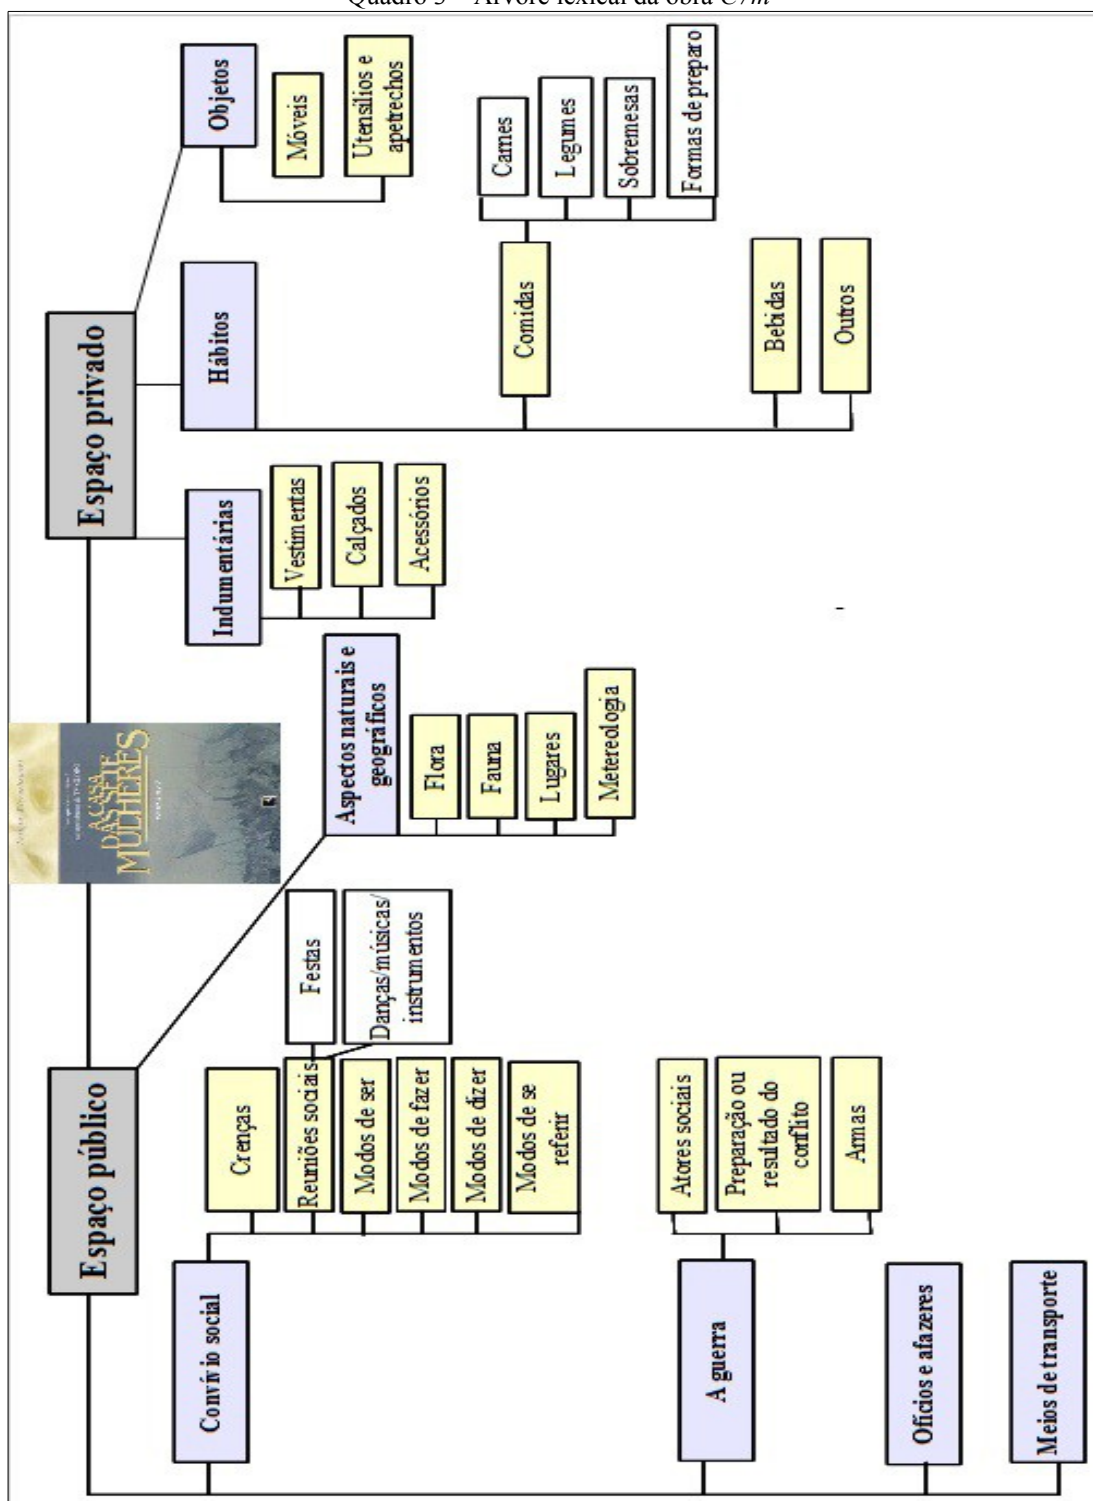 Quadro 3 – Árvore lexical da obra C7m
Espaço público
Convívio social
Crenças
Reuniões sociais
Festas
Danças/músicas/
instrumentos
Modos de ser
Modos de fazer
Modos de dizer
Modos de se
referir
A guerra
Atores sociais
Preparação ou
resultado do
conflito
Armas
Ofícios e afazeres
Meios de transporte
Aspectos naturais e
geográficos
Flora
Fauna
Lugares
Metereologia
A CASA
DAS SETE
MULHERES
Espaço privado
Indumentárias
Vestimentas
Calçados
Acessórios
Hábitos
Comidas
Carnes
Legumes
Sobremesas
Formas de preparo
Bebidas
Outros
Objetos
Móveis
Utensílios e
apetrechos